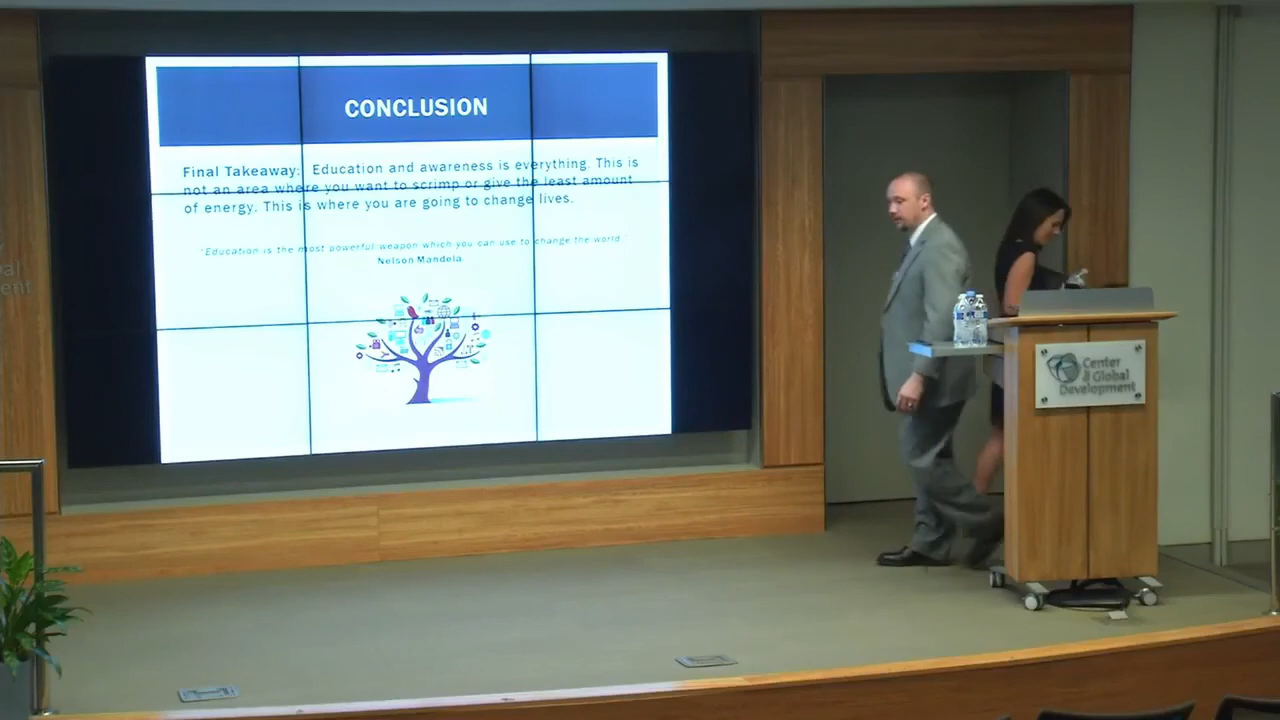 CONCLUSION
Final Takeaway: Education and awareness is everything. This is
not an area where you want to scrimp or give the least amount
of energy. This is where you are going to change lives.
"Education is the most powerful weapon which you can use to change the world."
Nelson Mandela
Center
for Global
Development